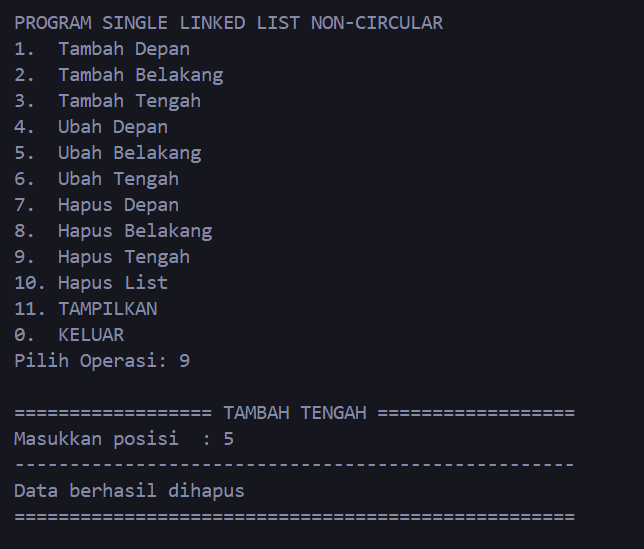 PROGRAM SINGLE LINKED LIST NON-CIRCULAR
1.  Tambah Depan
2.  Tambah Belakang
3.  Tambah Tengah
4.  Ubah Depan
5.  Ubah Belakang
6.  Ubah Tengah
7.  Hapus Depan
8.  Hapus Belakang
9.  Hapus Tengah
10. Hapus List
11. TAMPILKAN
0.  KELUAR
Pilih Operasi: 9
================== TAMBAH TENGAH ==================
Masukkan posisi  : 5
---------------------------------------------------
Data berhasil dihapus
===================================================